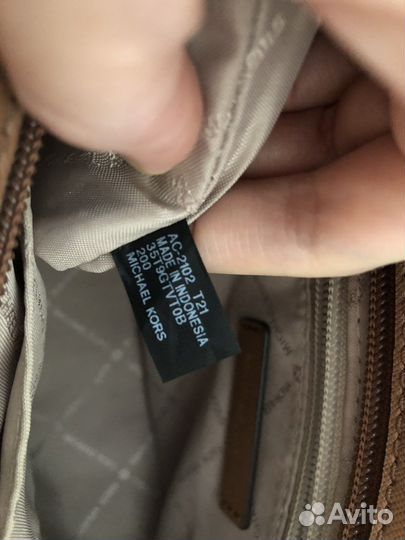 AC-2102 T21
MADE IN INDONESIA
35T9GTVT0B
200
MICHAEL KORS
Avito